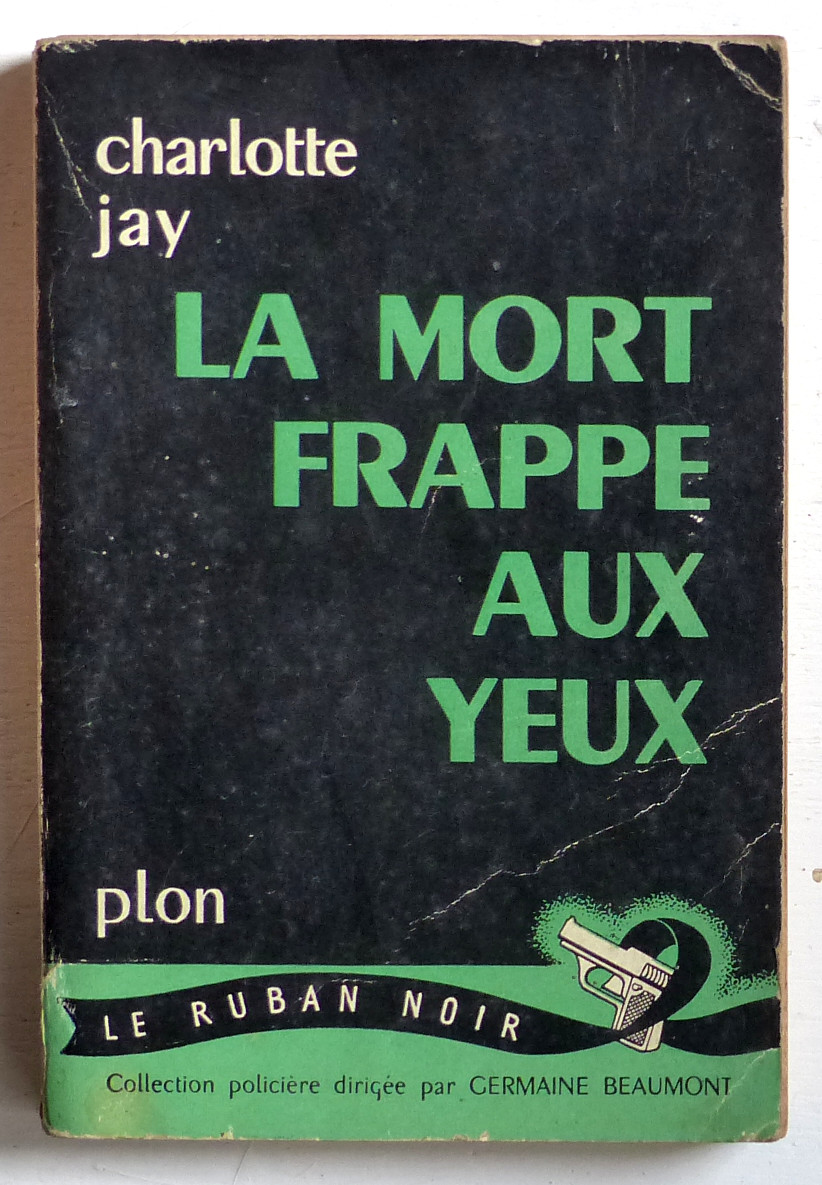 charlotte
jay
LA MORT
FRAPPE
AUX
YEUX
plon
LE RUBAN NOIR
Collection policière dirigée par GERMAINE BEAUMONT